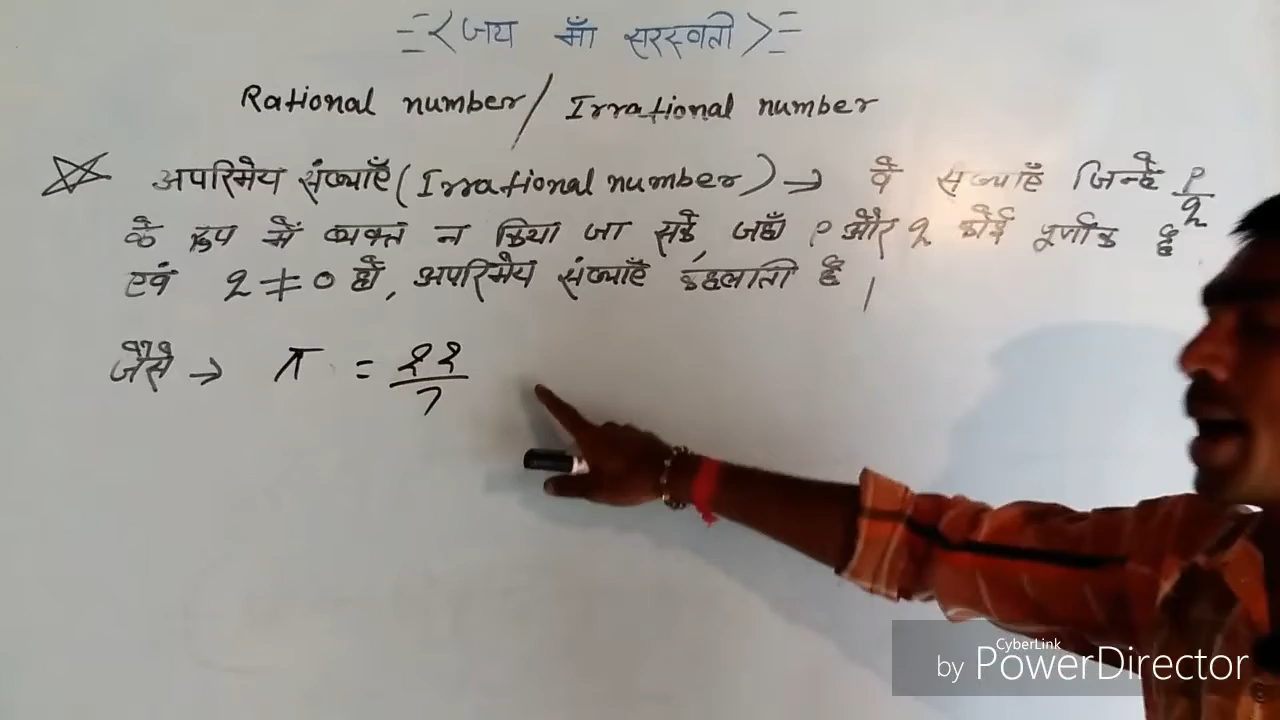 <जय माँ सरस्वती>
Rational number / Irrational number
अपरिमेय संख्याएँ (Irrational number) → वे संख्याएँ जिन्हें p/q
के रूप में व्यक्त न किया जा सके, जहाँ p और q कोई पूर्णांक है
एवं q ≠ 0 हो, अपरिमेय संख्याएँ कहलाती है।
जैसे → π = 22/7
CyberLink
by PowerDirector